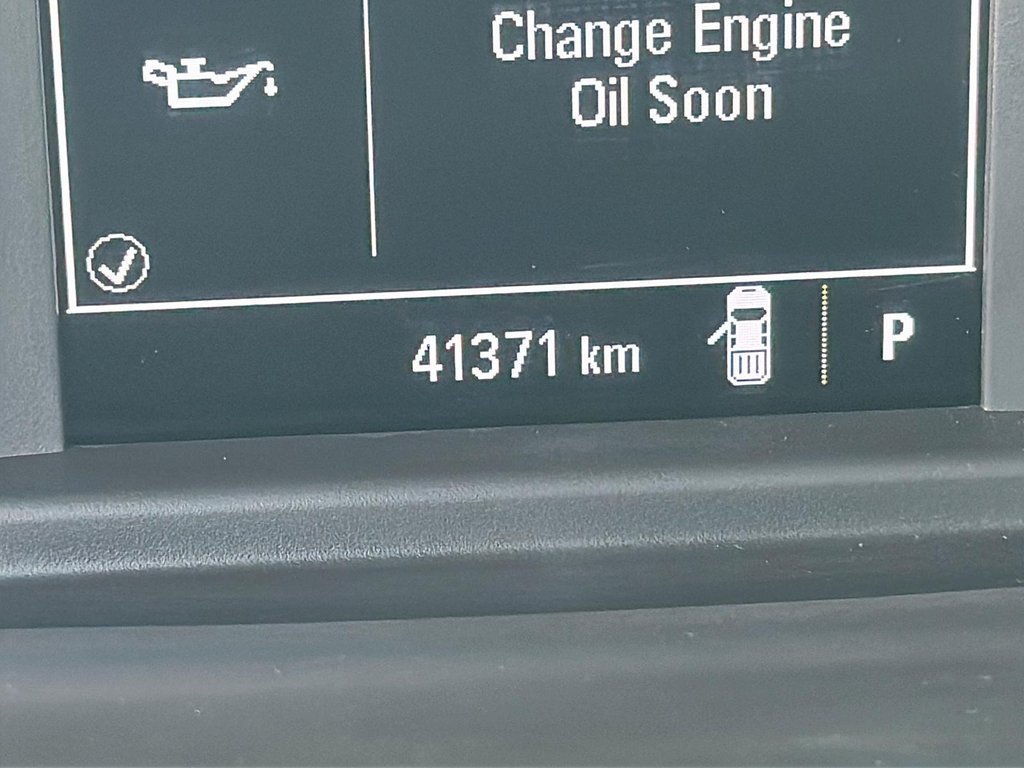 Change Engine
Oil Soon
41371 km
P